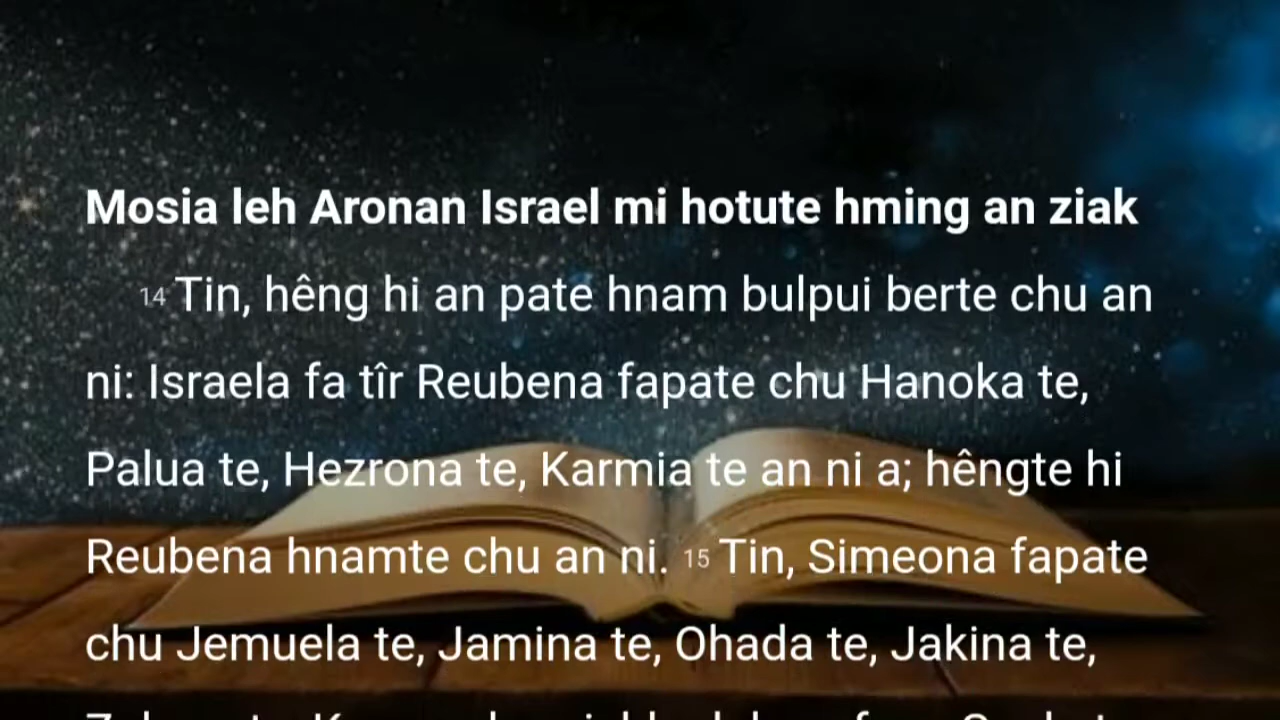 Mosia leh Aronan Israel mi hotute hming an ziak
14 Tin, hêng hi an pate hnam bulpui berte chu an
ni: Israela fa tîr Reubena fapate chu Hanoka te,
Palua te, Hezrona te, Karmia te an ni a; hêngte hi
Reubena hnamte chu an ni. 15 Tin, Simeona fapate
chu Jemuela te, Jamina te, Ohada te, Jakina te,